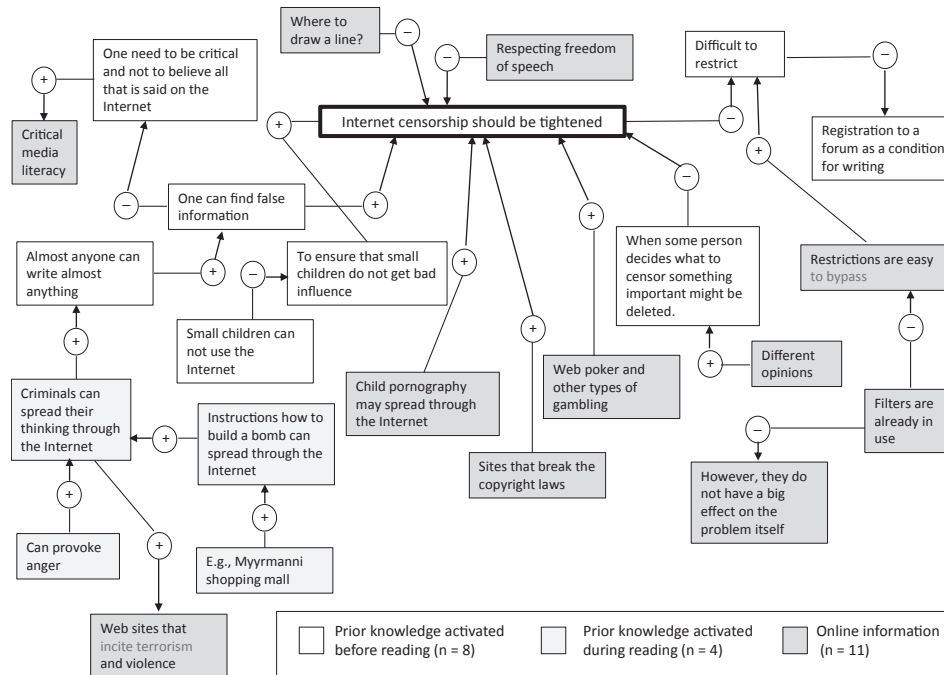 Where to
draw a line?
−
−
Respecting freedom
of speech
Difficult to
restrict
−
One need to be critical
and not to believe all
that is said on the
Internet
+
Critical
media
literacy
+
Internet censorship should be tightened
−
Registration to a
forum as a condition
for writing
+
−
One can find false
information
+
−
When some person
decides what to
censor something
important might be
deleted.
Restrictions are easy
to bypass
Almost anyone can
write almost
anything
+
−
To ensure that small
children do not get bad
influence
+
+
Small children can
not use the
Internet
+
+
−
Child pornography
may spread through
the Internet
Web poker and
other types of
gambling
+
Different
opinions
Criminals can
spread their
thinking through
the Internet
+
Instructions how to
build a bomb can
spread through the
Internet
Filters are
already in
use
−
Sites that break the
copyright laws
However, they do
not have a big
effect on the
problem itself
+
+
+
Can provoke
anger
E.g., Myyrmanni
shopping mall
Web sites that
incite terrorism
and violence
Prior knowledge activated
before reading (n = 8)
Prior knowledge activated
during reading (n = 4)
Online information
(n = 11)